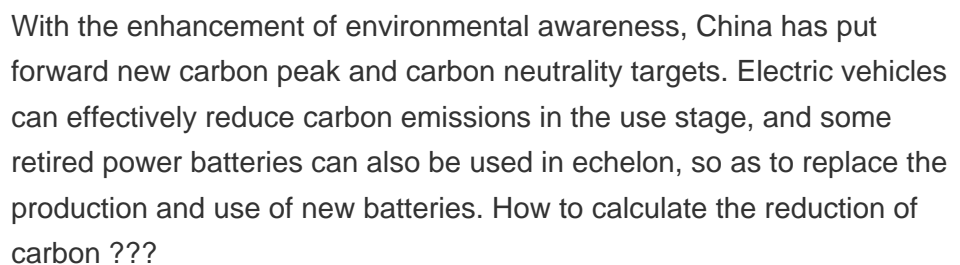 With the enhancement of environmental awareness, China has put
forward new carbon peak and carbon neutrality targets. Electric vehicles
can effectively reduce carbon emissions in the use stage, and some
retired power batteries can also be used in echelon, so as to replace the
production and use of new batteries. How to calculate the reduction of
carbon ???